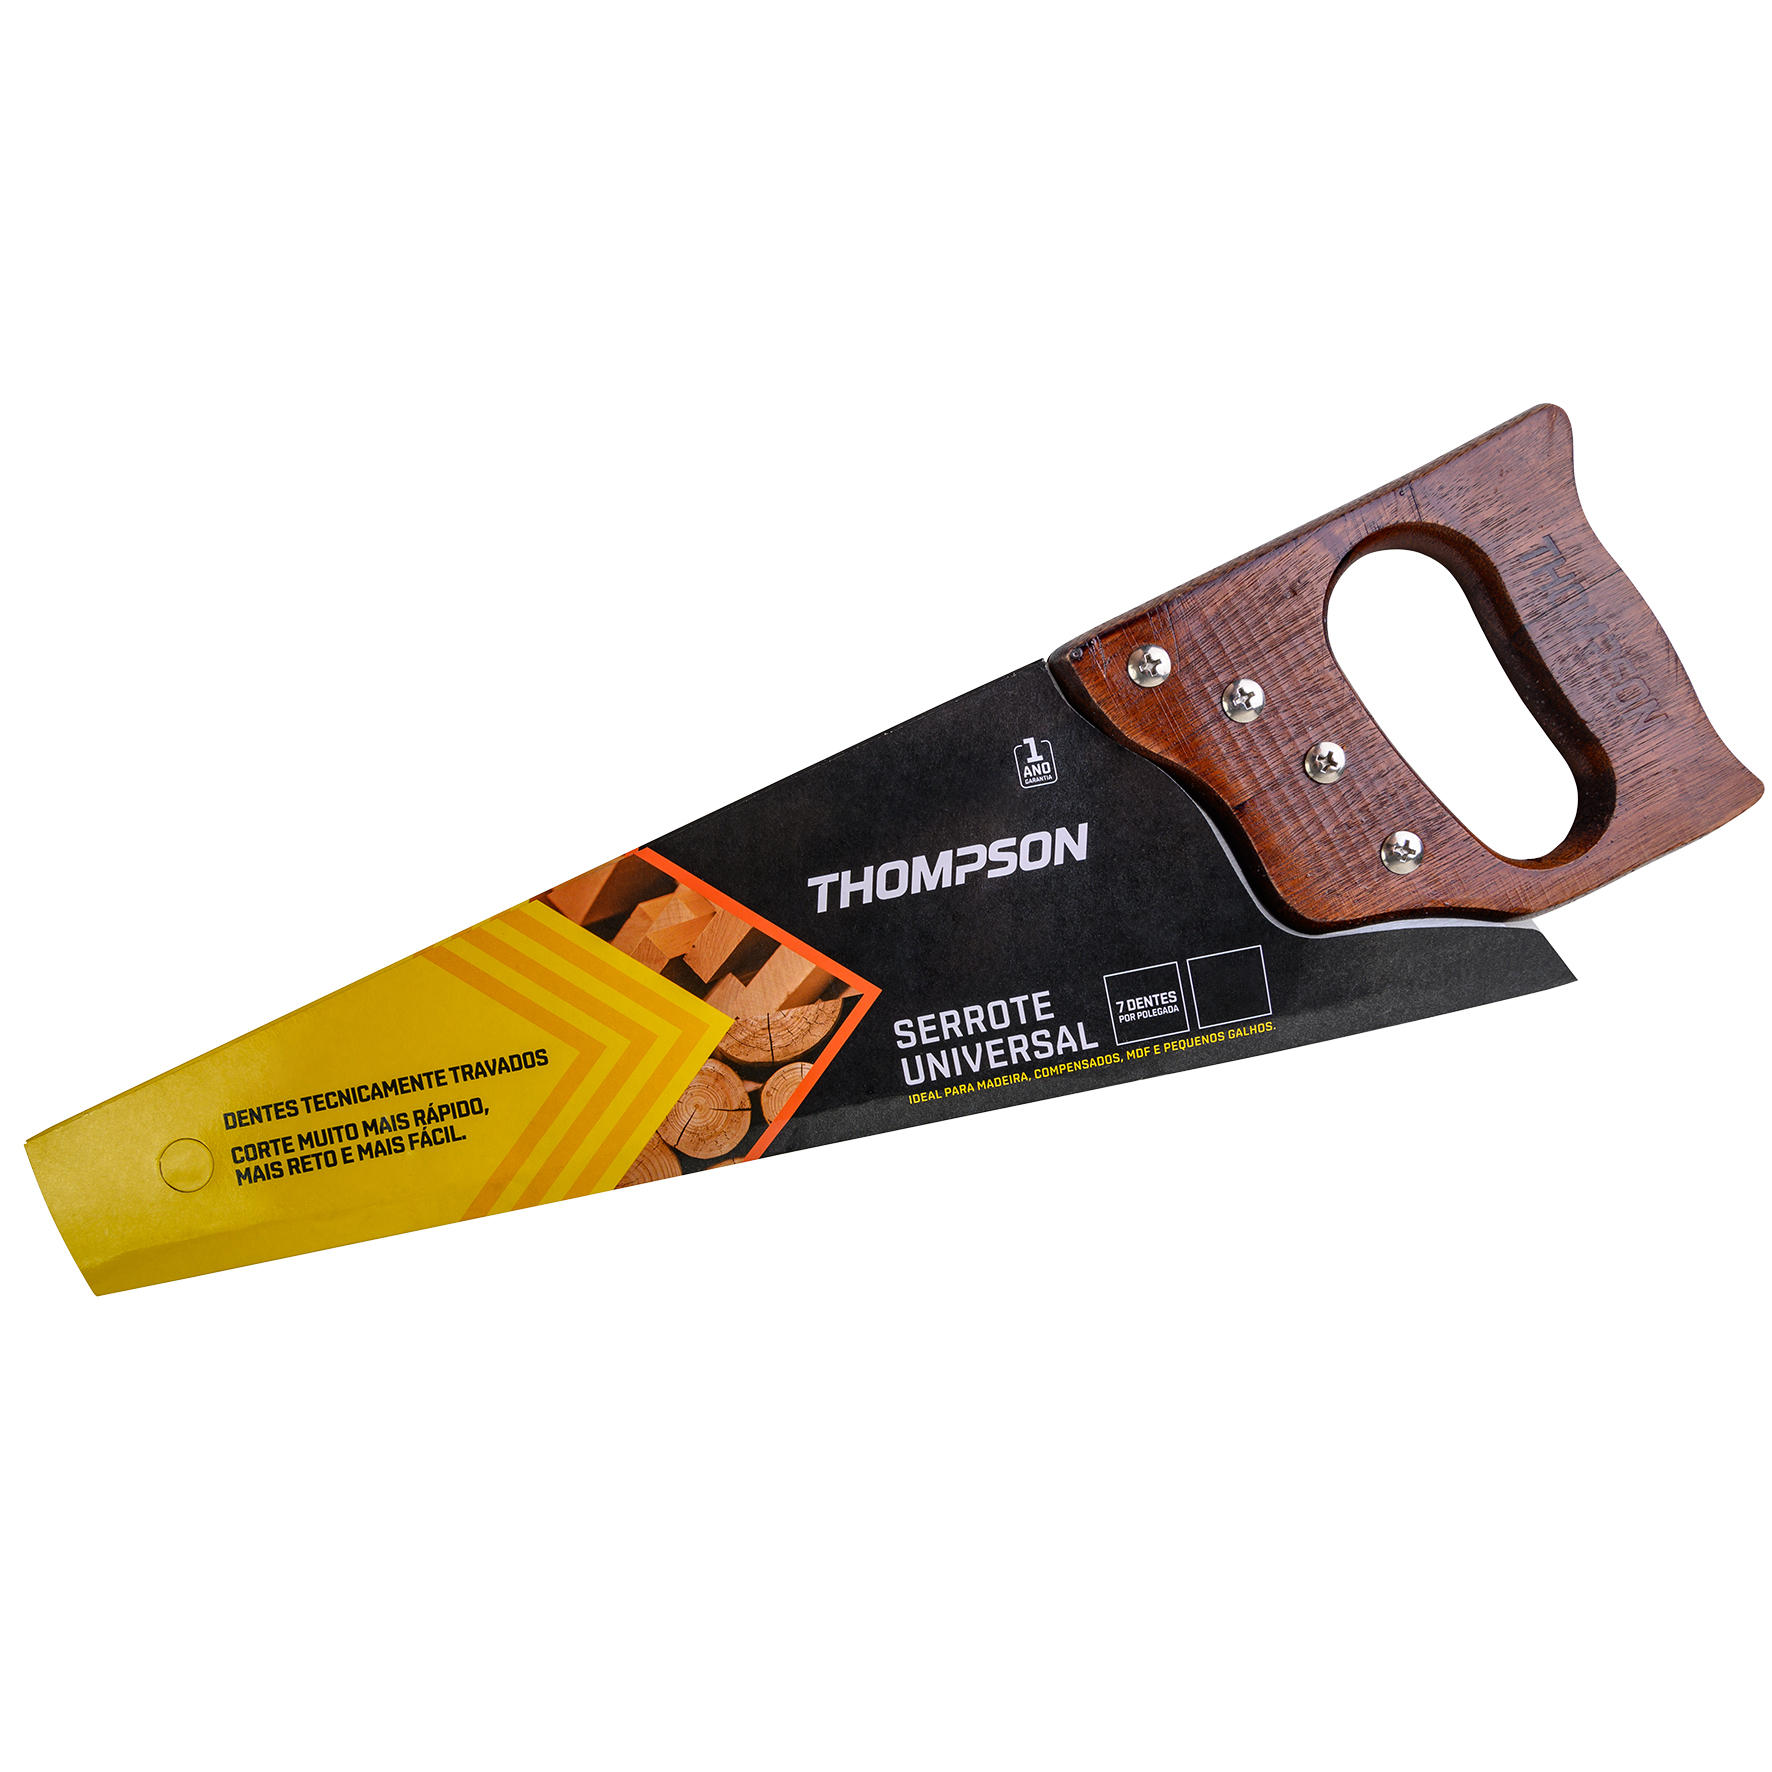 THOMPSON
1
ANO
GARANTIA
THOMPSON
SERROTE
UNIVERSAL
7 DENTES
POR POLEGADA
IDEAL PARA MADEIRA, COMPENSADOS, MDF E PEQUENOS GALHOS.
DENTES TECNICAMENTE TRAVADOS
CORTE MUITO MAIS RÁPIDO,
MAIS RETO E MAIS FÁCIL.